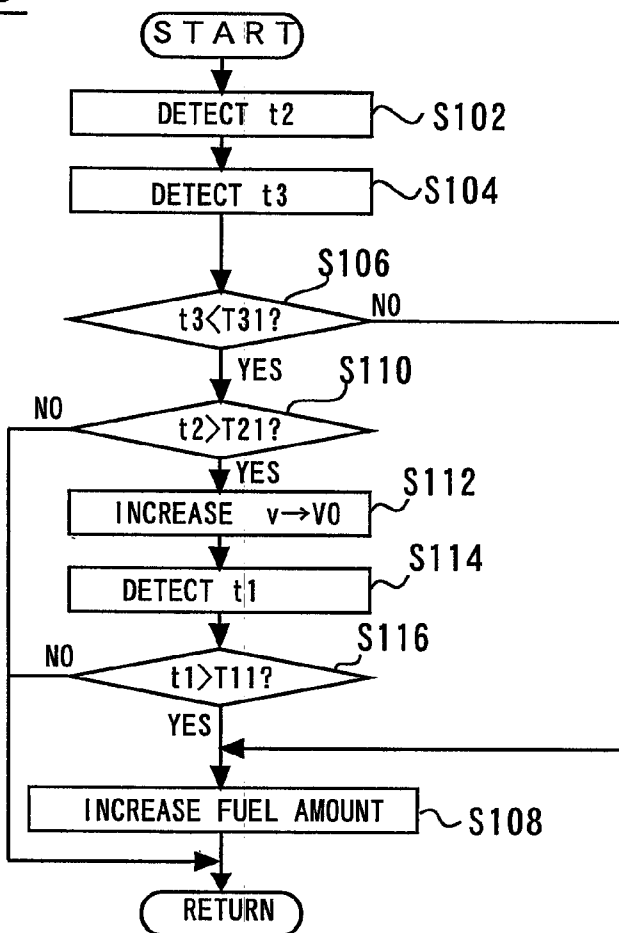 START
DETECT t2
S102
DETECT t3
S104
S106
t3<T31?
NO
YES
S110
NO
t2>T21?
YES
S112
INCREASE v→V0
S114
DETECT t1
S116
NO
t1>T11?
YES
INCREASE FUEL AMOUNT
S108
RETURN